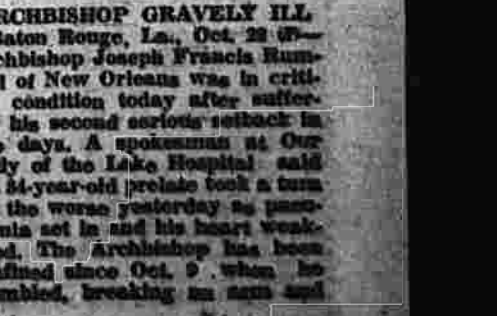 RCHBISHOP GRAVELY ILL
Baton Rouge, La., Oct. 22 (P)—
chbishop Joseph Francis Rum-
l of New Orleans was in criti-
condition today after suffer-
his second serious setback in
days. A spokesman at Our
dy of the Lake Hospital said
84-year-old prelate took a turn
the worse yesterday as pneu-
nia set in and his heart weak-
ed. The Archbishop has been
nfined since Oct. 9 when he
mbled, breaking an arm and